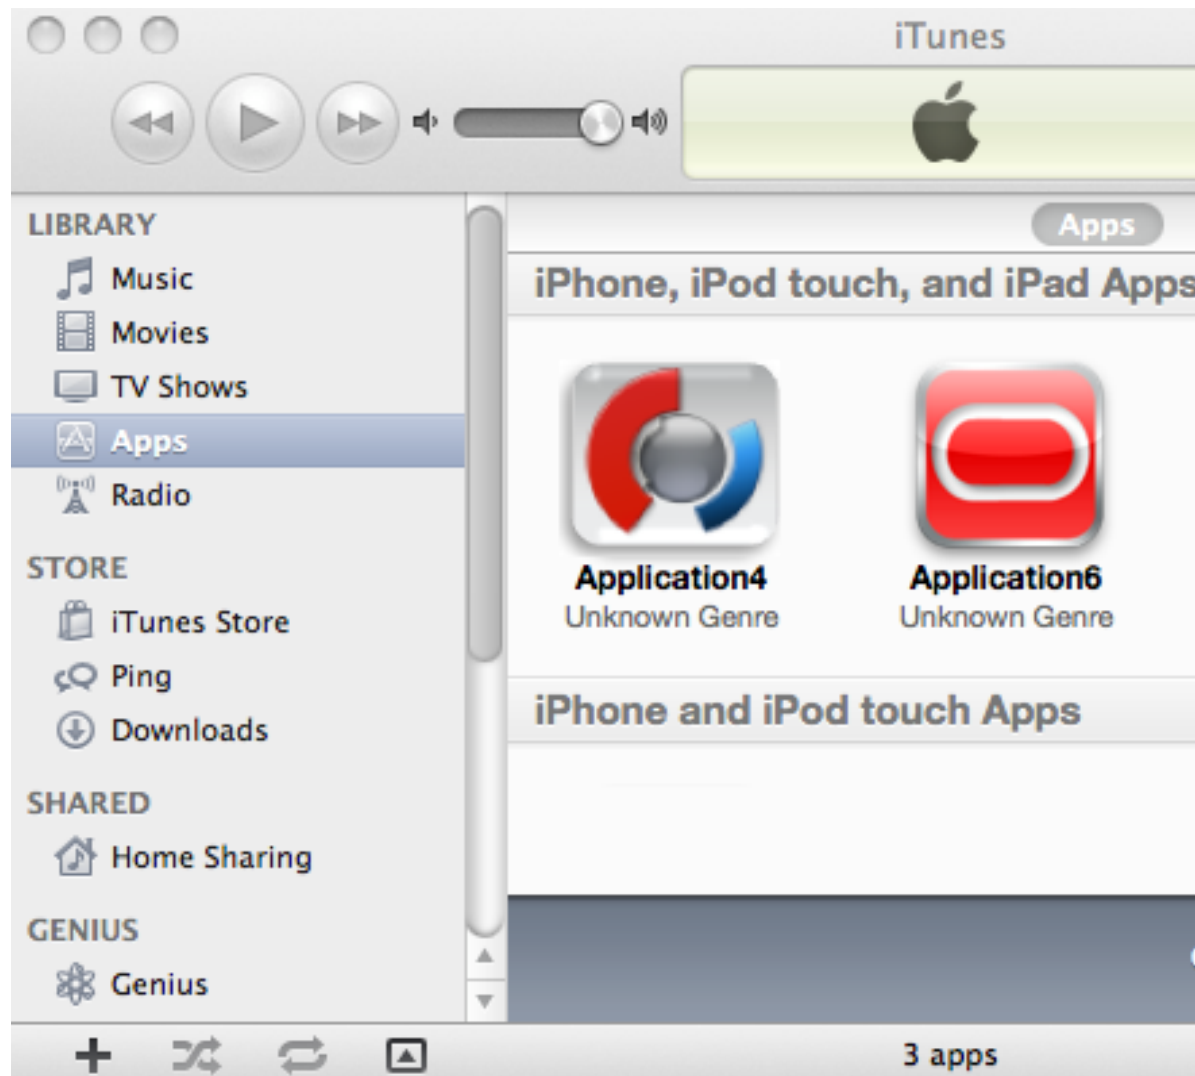 iTunes
LIBRARY
Music
Movies
TV Shows
Apps
Radio
STORE
iTunes Store
Ping
Downloads
SHARED
Home Sharing
GENIUS
Genius
Apps
iPhone, iPod touch, and iPad Apps
Application4
Unknown Genre
Application6
Unknown Genre
iPhone and iPod touch Apps
3 apps